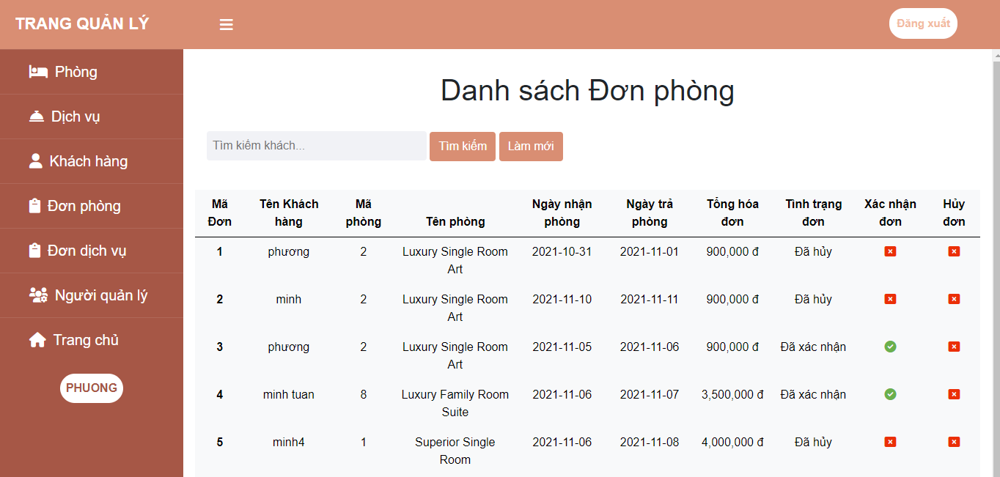 TRANG QUẢN LÝ
Đăng xuất
Phòng
Dịch vụ
Khách hàng
Đơn phòng
Đơn dịch vụ
Người quản lý
Trang chủ
PHUONG
Danh sách Đơn phòng
Tìm kiếm khách...
Tìm kiếm
Làm mới
Mã Đơn
Tên Khách hàng
Mã phòng
Tên phòng
Ngày nhận phòng
Ngày trả phòng
Tổng hóa đơn
Tình trạng đơn
Xác nhận đơn
Hủy đơn
1 phương 2 Luxury Single Room Art 2021-10-31 2021-11-01 900,000 đ Đã hủy
2 minh 2 Luxury Single Room Art 2021-11-10 2021-11-11 900,000 đ Đã hủy
3 phương 2 Luxury Single Room Art 2021-11-05 2021-11-06 900,000 đ Đã xác nhận
4 minh tuan 8 Luxury Family Room Suite 2021-11-06 2021-11-07 3,500,000 đ Đã xác nhận
5 minh4 1 Superior Single Room 2021-11-06 2021-11-08 4,000,000 đ Đã hủy